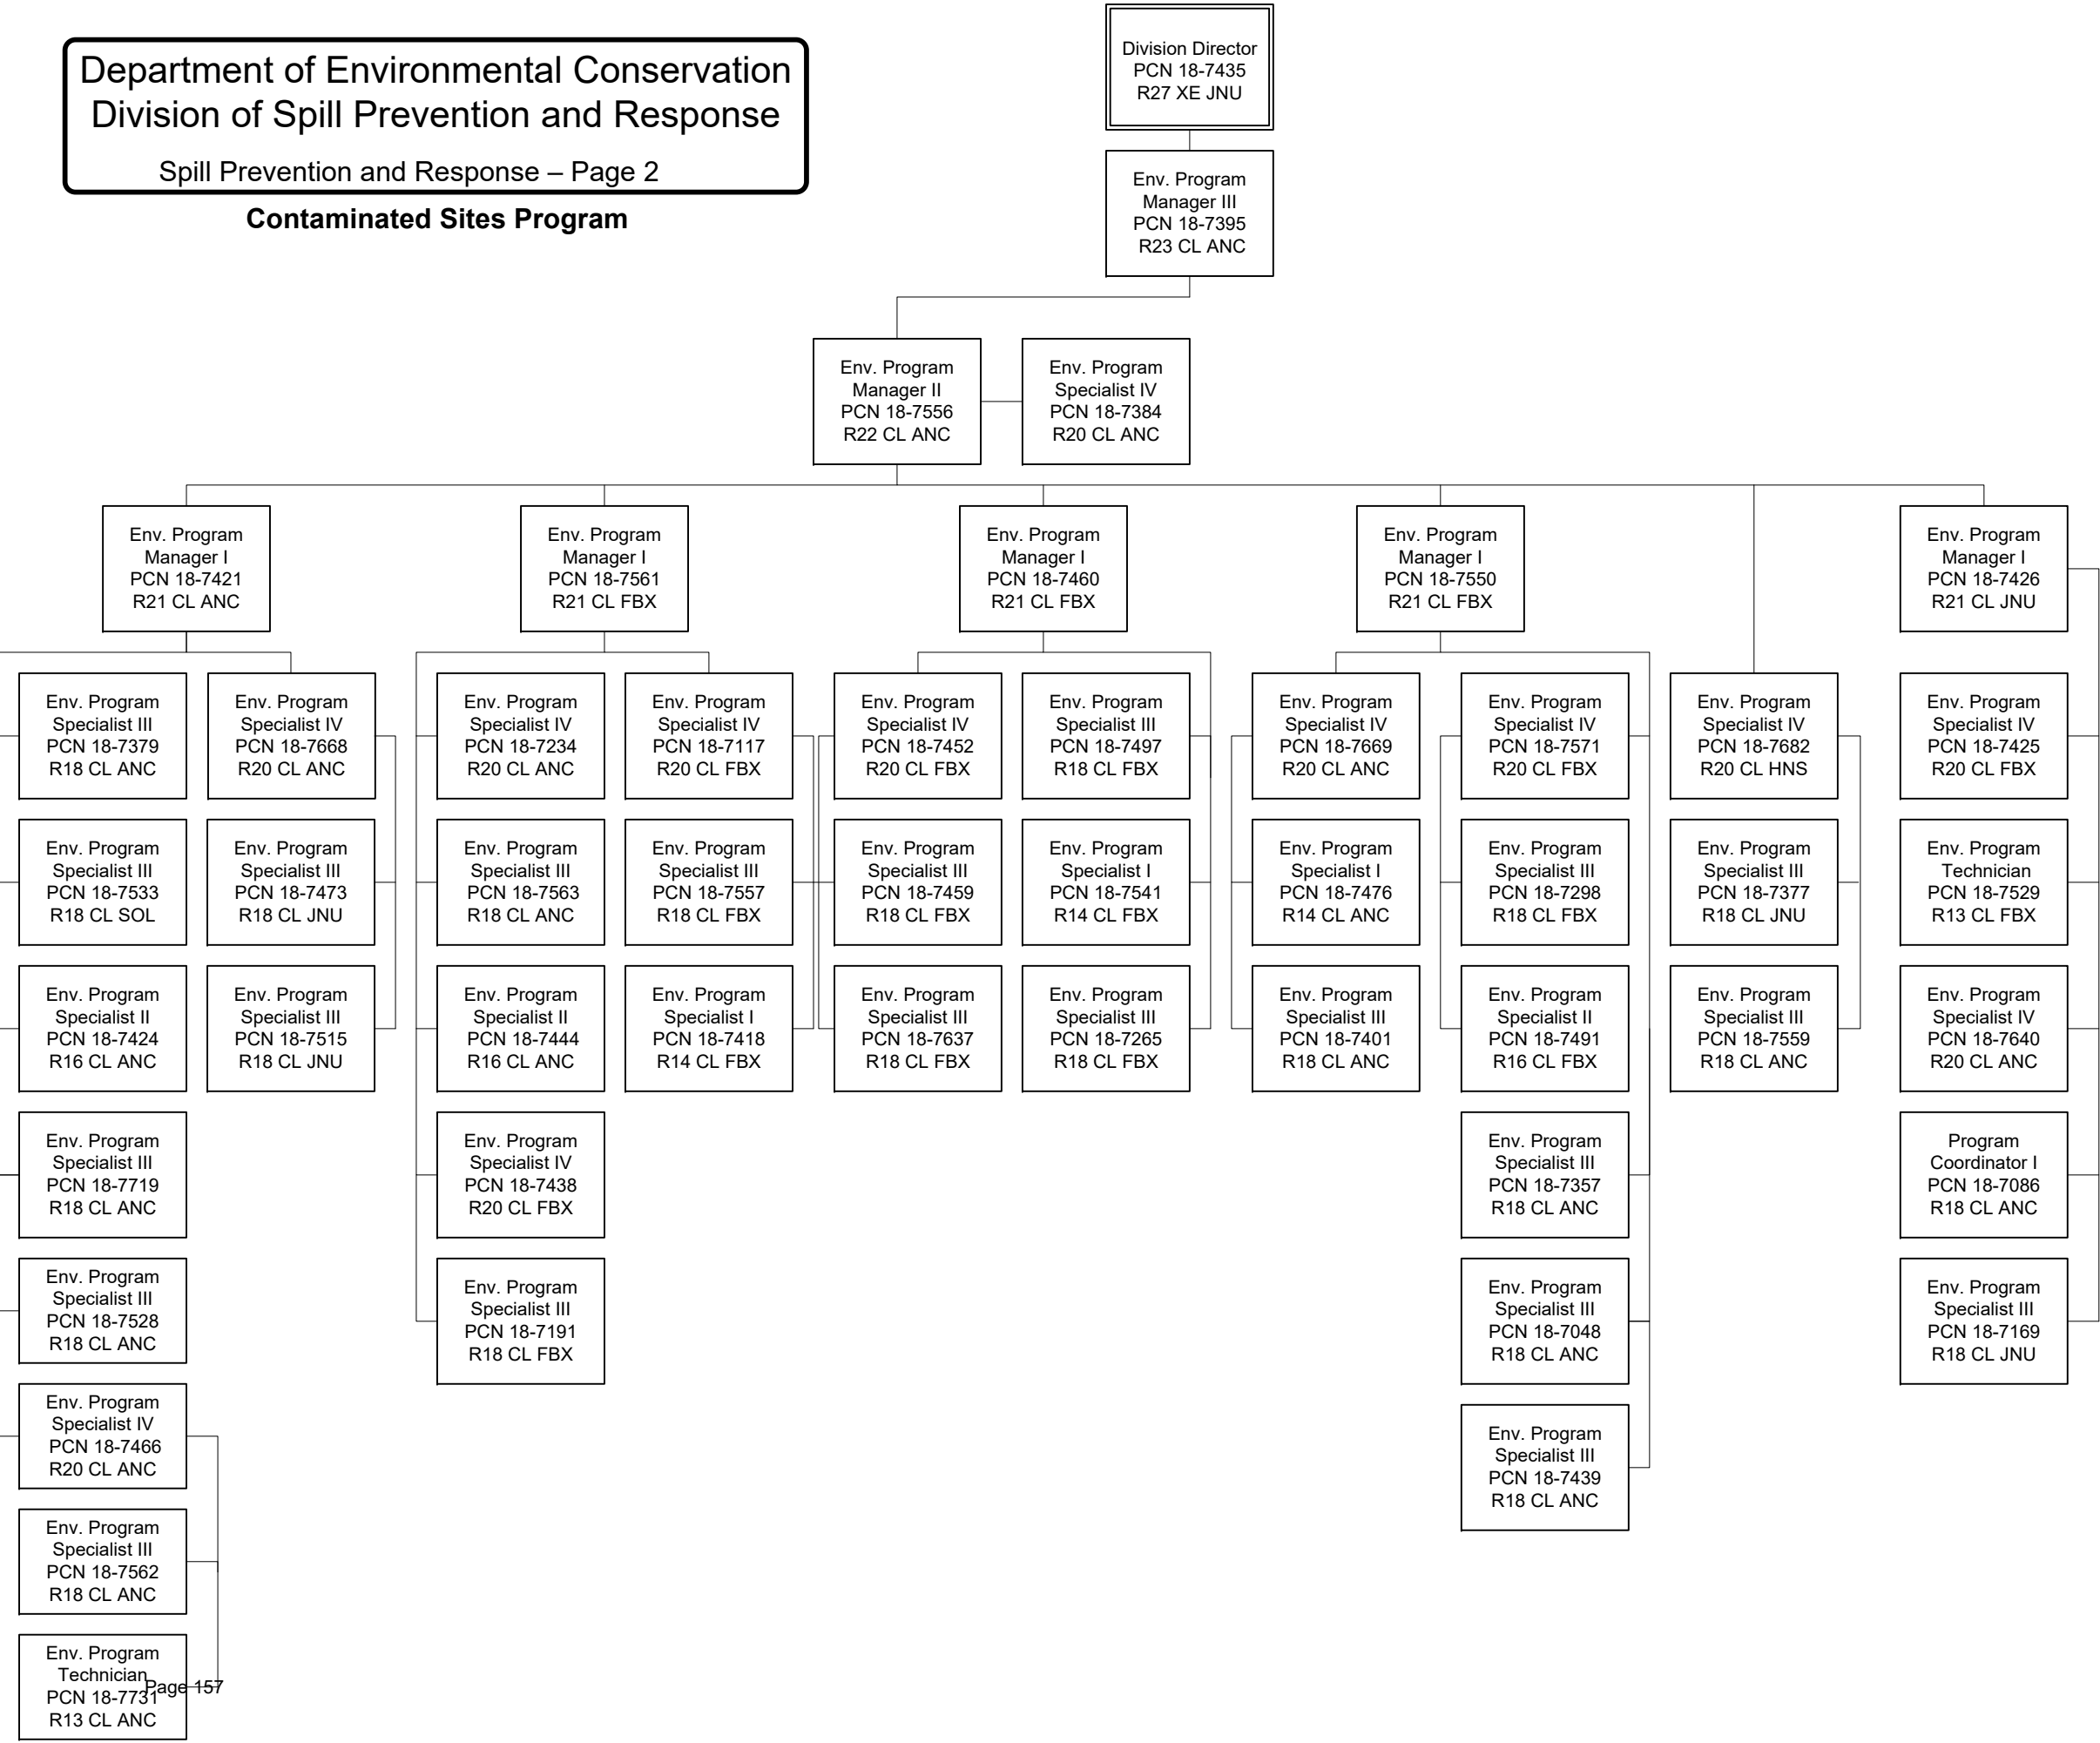 Department of Environmental Conservation
Division of Spill Prevention and Response
Spill Prevention and Response – Page 2
Contaminated Sites Program
Division Director
PCN 18-7435
R27 XE JNU
Env. Program
Manager III
PCN 18-7395
R23 CL ANC
Env. Program
Manager II
PCN 18-7556
R22 CL ANC
Env. Program
Specialist IV
PCN 18-7384
R20 CL ANC
Env. Program
Manager I
PCN 18-7421
R21 CL ANC
Env. Program
Manager I
PCN 18-7561
R21 CL FBX
Env. Program
Manager I
PCN 18-7460
R21 CL FBX
Env. Program
Manager I
PCN 18-7550
R21 CL FBX
Env. Program
Manager I
PCN 18-7426
R21 CL JNU
Env. Program
Specialist III
PCN 18-7379
R18 CL ANC
Env. Program
Specialist IV
PCN 18-7668
R20 CL ANC
Env. Program
Specialist IV
PCN 18-7234
R20 CL ANC
Env. Program
Specialist IV
PCN 18-7117
R20 CL FBX
Env. Program
Specialist IV
PCN 18-7452
R20 CL FBX
Env. Program
Specialist III
PCN 18-7497
R18 CL FBX
Env. Program
Specialist IV
PCN 18-7669
R20 CL ANC
Env. Program
Specialist IV
PCN 18-7571
R20 CL FBX
Env. Program
Specialist IV
PCN 18-7682
R20 CL HNS
Env. Program
Specialist IV
PCN 18-7425
R20 CL FBX
Env. Program
Specialist III
PCN 18-7533
R18 CL SOL
Env. Program
Specialist III
PCN 18-7473
R18 CL JNU
Env. Program
Specialist III
PCN 18-7563
R18 CL ANC
Env. Program
Specialist III
PCN 18-7557
R18 CL FBX
Env. Program
Specialist III
PCN 18-7459
R18 CL FBX
Env. Program
Specialist I
PCN 18-7541
R14 CL FBX
Env. Program
Specialist I
PCN 18-7476
R14 CL ANC
Env. Program
Specialist III
PCN 18-7298
R18 CL FBX
Env. Program
Specialist III
PCN 18-7377
R18 CL JNU
Env. Program
Technician
PCN 18-7529
R13 CL FBX
Env. Program
Specialist II
PCN 18-7424
R16 CL ANC
Env. Program
Specialist III
PCN 18-7515
R18 CL JNU
Env. Program
Specialist II
PCN 18-7444
R16 CL ANC
Env. Program
Specialist I
PCN 18-7418
R14 CL FBX
Env. Program
Specialist III
PCN 18-7637
R18 CL FBX
Env. Program
Specialist III
PCN 18-7265
R18 CL FBX
Env. Program
Specialist III
PCN 18-7401
R18 CL ANC
Env. Program
Specialist II
PCN 18-7491
R16 CL FBX
Env. Program
Specialist III
PCN 18-7559
R18 CL ANC
Env. Program
Specialist IV
PCN 18-7640
R20 CL ANC
Env. Program
Specialist III
PCN 18-7719
R18 CL ANC
Env. Program
Specialist IV
PCN 18-7438
R20 CL FBX
Env. Program
Specialist III
PCN 18-7357
R18 CL ANC
Program
Coordinator I
PCN 18-7086
R18 CL ANC
Env. Program
Specialist III
PCN 18-7528
R18 CL ANC
Env. Program
Specialist III
PCN 18-7191
R18 CL FBX
Env. Program
Specialist III
PCN 18-7048
R18 CL ANC
Env. Program
Specialist III
PCN 18-7169
R18 CL JNU
Env. Program
Specialist IV
PCN 18-7466
R20 CL ANC
Env. Program
Specialist III
PCN 18-7439
R18 CL ANC
Env. Program
Specialist III
PCN 18-7562
R18 CL ANC
Env. Program
Technician
PCN 18-7731
R13 CL ANC
Page 157